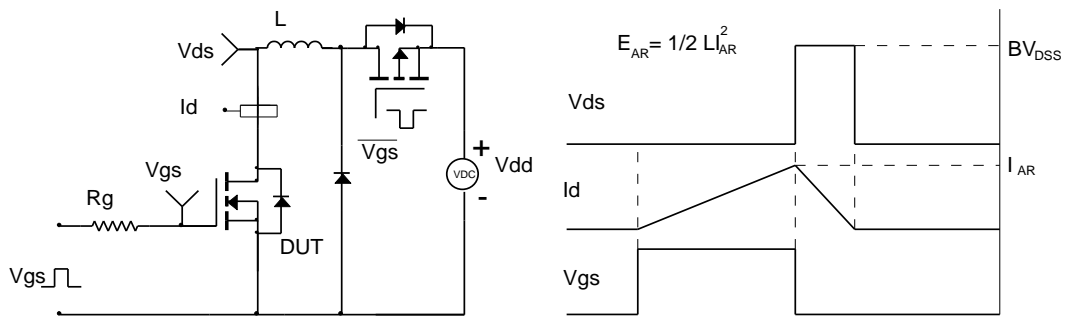 L
Vds
Id
Vgs
Vgs
Rg
DUT
Vgs
VDC
+
-
Vdd
E_AR= 1/2 LI_AR^2
BV_DSS
Vds
I_AR
Id
Vgs